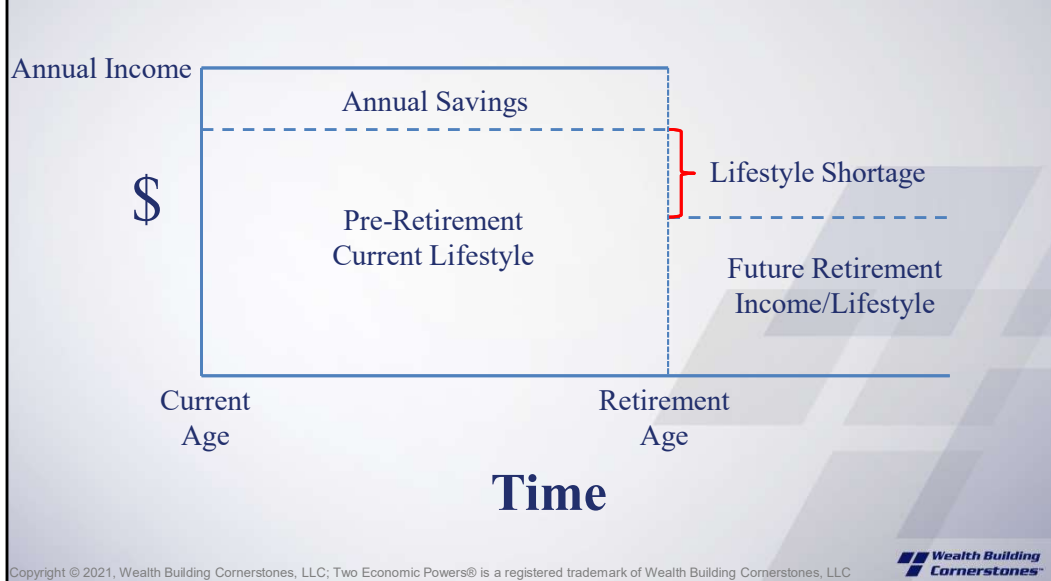 Annual Income
Annual Savings
$
Lifestyle Shortage
Pre-Retirement
Current Lifestyle
Future Retirement
Income/Lifestyle
Current
Age
Retirement
Age
Time
Wealth Building
Cornerstones™
Copyright © 2021, Wealth Building Cornerstones, LLC; Two Economic Powers® is a registered trademark of Wealth Building Cornerstones, LLC